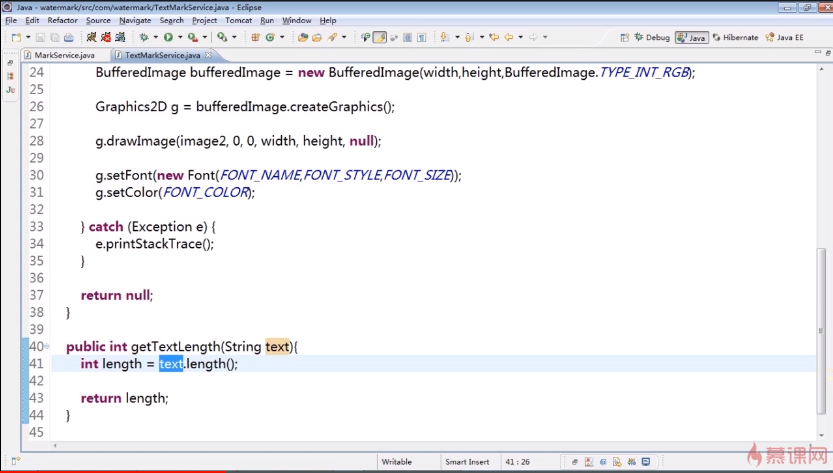 Java - watermark/src/com/watermark/TextMarkService.java - Eclipse
File Edit Refactor Source Navigate Search Project Tomcat Run Window Help
Debug Java Hibernate Java EE
MarkService.java TextMarkService.java
24 BufferedImage bufferedImage = new BufferedImage(width,height,BufferedImage.TYPE_INT_RGB);
25
26 Graphics2D g = bufferedImage.createGraphics();
27
28 g.drawImage(image2, 0, 0, width, height, null);
29
30 g.setFont(new Font(FONT_NAME,FONT_STYLE,FONT_SIZE));
31 g.setColor(FONT_COLOR);
32
33 } catch (Exception e) {
34 e.printStackTrace();
35 }
36
37 return null;
38 }
39
40 public int getTextLength(String text){
41 int length = text.length();
42
43 return length;
44 }
45
Writable Smart Insert 41 : 26
慕课网